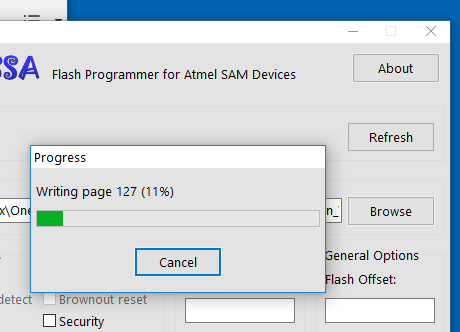 SSA
Flash Programmer for Atmel SAM Devices
About
Refresh
Progress
Writing page 127 (11%)
x\One
n_
Browse
Cancel
General Options
Flash Offset:
detect
Brownout reset
Security